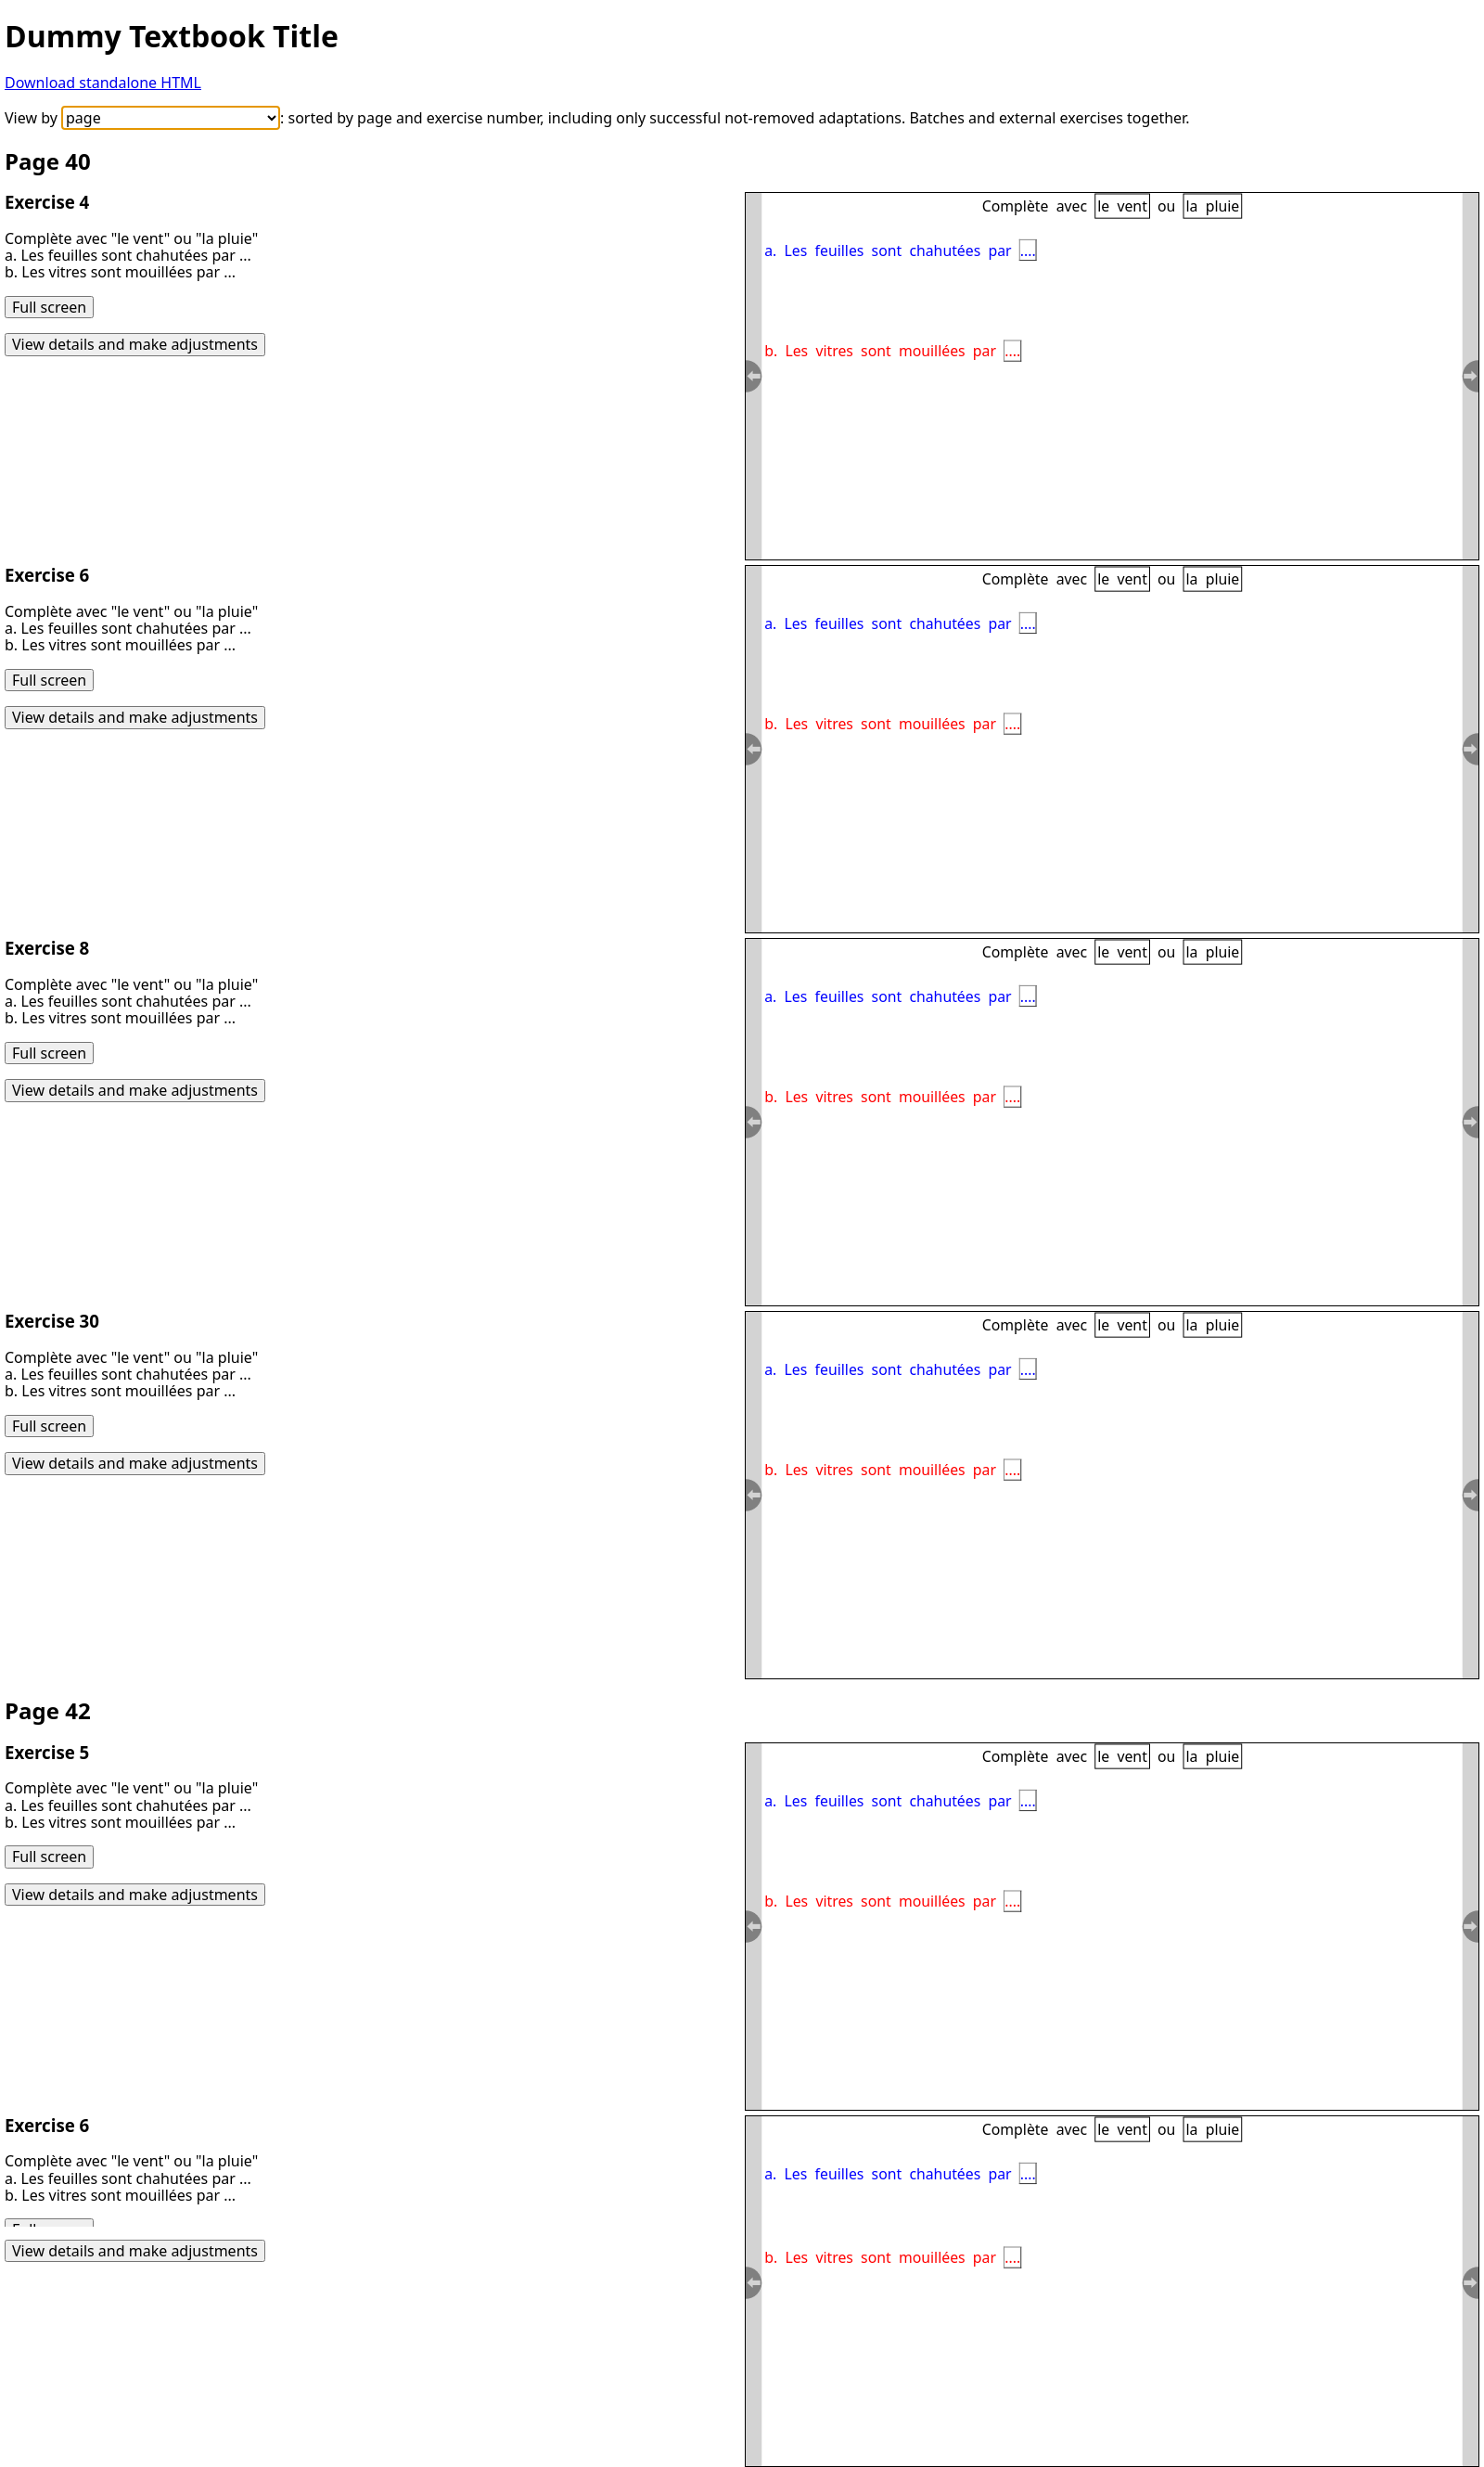 Dummy Textbook Title
Download standalone HTML
View by page: sorted by page and exercise number, including only successful not-removed adaptations. Batches and external exercises together.
Page 40
Exercise 4
Complète avec "le vent" ou "la pluie"
a. Les feuilles sont chahutées par ...
b. Les vitres sont mouillées par ...
Full screen
View details and make adjustments
Complète avec le vent ou la pluie
a. Les feuilles sont chahutées par ....
b. Les vitres sont mouillées par ....
Exercise 6
Complète avec "le vent" ou "la pluie"
a. Les feuilles sont chahutées par ...
b. Les vitres sont mouillées par ...
Full screen
View details and make adjustments
Complète avec le vent ou la pluie
a. Les feuilles sont chahutées par ....
b. Les vitres sont mouillées par ....
Exercise 8
Complète avec "le vent" ou "la pluie"
a. Les feuilles sont chahutées par ...
b. Les vitres sont mouillées par ...
Full screen
View details and make adjustments
Complète avec le vent ou la pluie
a. Les feuilles sont chahutées par ....
b. Les vitres sont mouillées par ....
Exercise 30
Complète avec "le vent" ou "la pluie"
a. Les feuilles sont chahutées par ...
b. Les vitres sont mouillées par ...
Full screen
View details and make adjustments
Complète avec le vent ou la pluie
a. Les feuilles sont chahutées par ....
b. Les vitres sont mouillées par ....
Page 42
Exercise 5
Complète avec "le vent" ou "la pluie"
a. Les feuilles sont chahutées par ...
b. Les vitres sont mouillées par ...
Full screen
View details and make adjustments
Complète avec le vent ou la pluie
a. Les feuilles sont chahutées par ....
b. Les vitres sont mouillées par ....
Exercise 6
Complète avec "le vent" ou "la pluie"
a. Les feuilles sont chahutées par ...
b. Les vitres sont mouillées par ...
View details and make adjustments
Complète avec le vent ou la pluie
a. Les feuilles sont chahutées par ....
b. Les vitres sont mouillées par ....